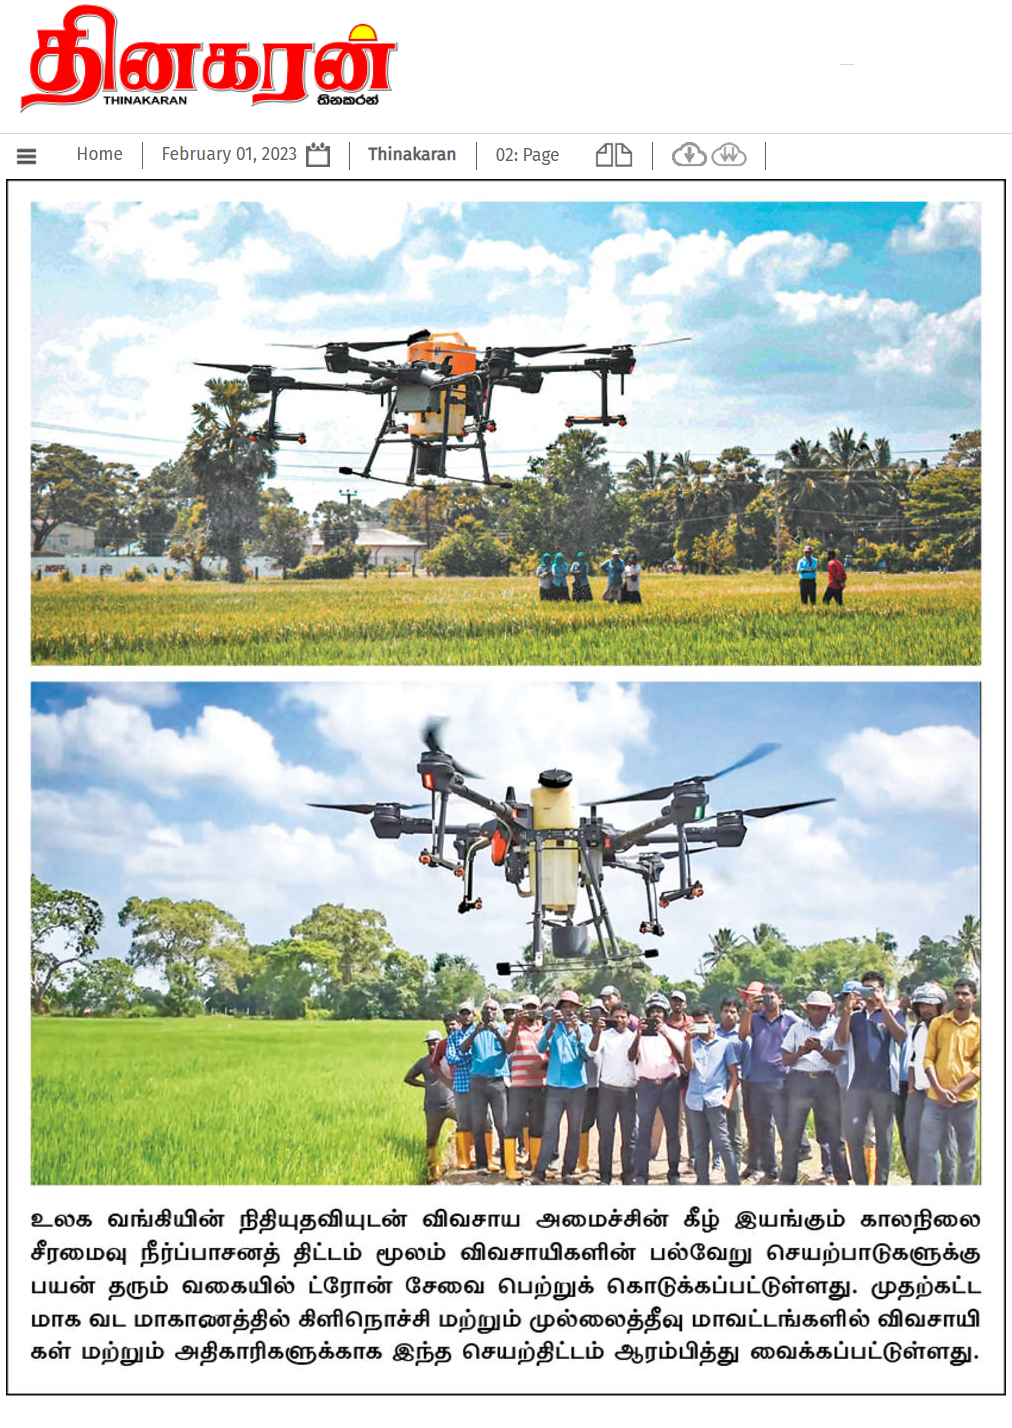 தினகரன்
THINAKARAN තිනකරන්
Home February 01, 2023 Thinakaran 02: Page
உலக வங்கியின் நிதியுதவியுடன் விவசாய அமைச்சின் கீழ் இயங்கும் காலநிலை
சீரமைவு நீர்ப்பாசனத் திட்டம் மூலம் விவசாயிகளின் பல்வேறு செயற்பாடுகளுக்கு
பயன் தரும் வகையில் ட்ரோன் சேவை பெற்றுக் கொடுக்கப்பட்டுள்ளது. முதற்கட்ட
மாக வட மாகாணத்தில் கிளிநொச்சி மற்றும் முல்லைத்தீவு மாவட்டங்களில் விவசாயி
கள் மற்றும் அதிகாரிகளுக்காக இந்த செயற்திட்டம் ஆரம்பித்து வைக்கப்பட்டுள்ளது.